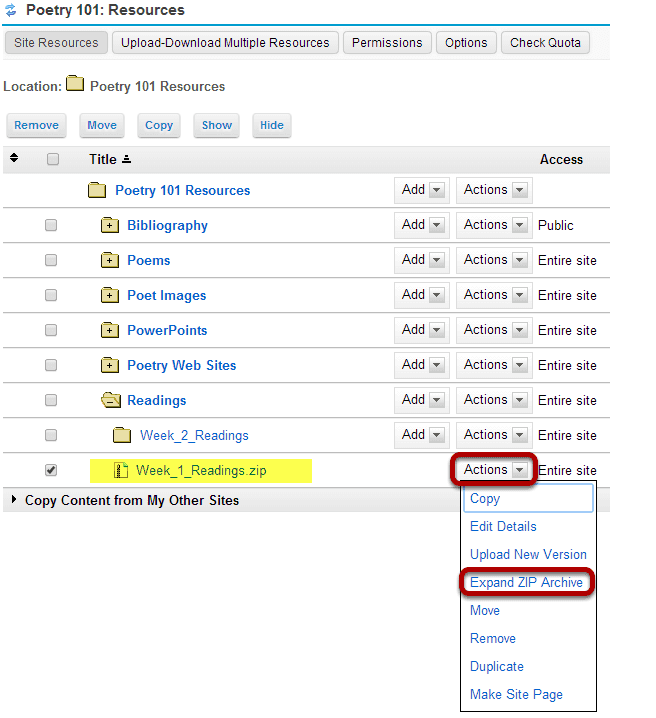 Poetry 101: Resources
Site Resources Upload-Download Multiple Resources Permissions Options Check Quota
Location: Poetry 101 Resources
Remove Move Copy Show Hide
Title Access
Poetry 101 Resources Add Actions
Bibliography Add Actions Public
Poems Add Actions Entire site
Poet Images Add Actions Entire site
PowerPoints Add Actions Entire site
Poetry Web Sites Add Actions Entire site
Readings Add Actions Entire site
Week_2_Readings Add Actions Entire site
Week_1_Readings.zip Actions Entire site
Copy Content from My Other Sites
Copy
Edit Details
Upload New Version
Expand ZIP Archive
Move
Remove
Duplicate
Make Site Page